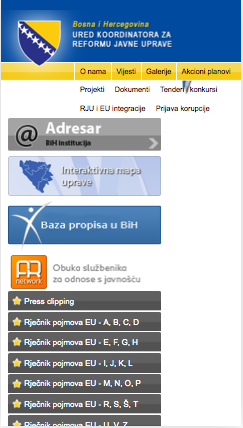 Bosna i Hercegovina
URED KOORDINATORA ZA
REFORMU JAVNE UPRAVE
O nama Vijesti Galerije Akcioni planovi
Projekti Dokumenti Tenderi konkursi
RJU i EU integracije Prijava korupcije
@ Adresar
BiH institucija
Interaktivna mapa
uprave
Baza propisa u BiH
PR network
Obuka službenika
za odnose s javnošću
Press clipping
Rječnik pojmova EU - A, B, C, D
Rječnik pojmova EU - E, F, G, H
Rječnik pojmova EU - I, J, K, L
Rječnik pojmova EU - M, N, O, P
Rječnik pojmova EU - R, S, Š, T
Rječnik pojmova EU - U, V, Z